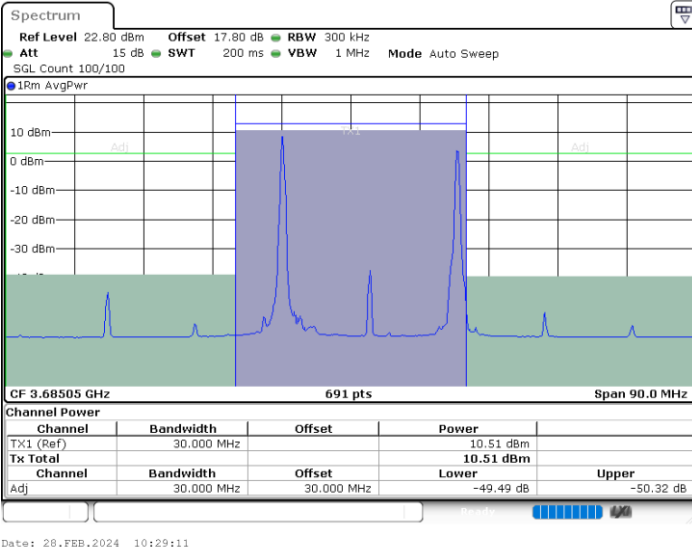 Spectrum
Ref Level 22.80 dBm Offset 17.80 dB RBW 300 kHz
Att 15 dB SWT 200 ms VBW 1 MHz Mode Auto Sweep
SGL Count 100/100
1Rm AvgPwr
10 dBm
TX1
Adj Adj
0 dBm
-10 dBm
-20 dBm
-30 dBm
CF 3.68505 GHz 691 pts Span 90.0 MHz
Channel Power
Channel Bandwidth Offset Power
TX1 (Ref) 30.000 MHz 10.51 dBm
Tx Total 10.51 dBm
Channel Bandwidth Offset Lower Upper
Adj 30.000 MHz 30.000 MHz -49.49 dB -50.32 dB
Ready
Date: 28.FEB.2024 10:29:11